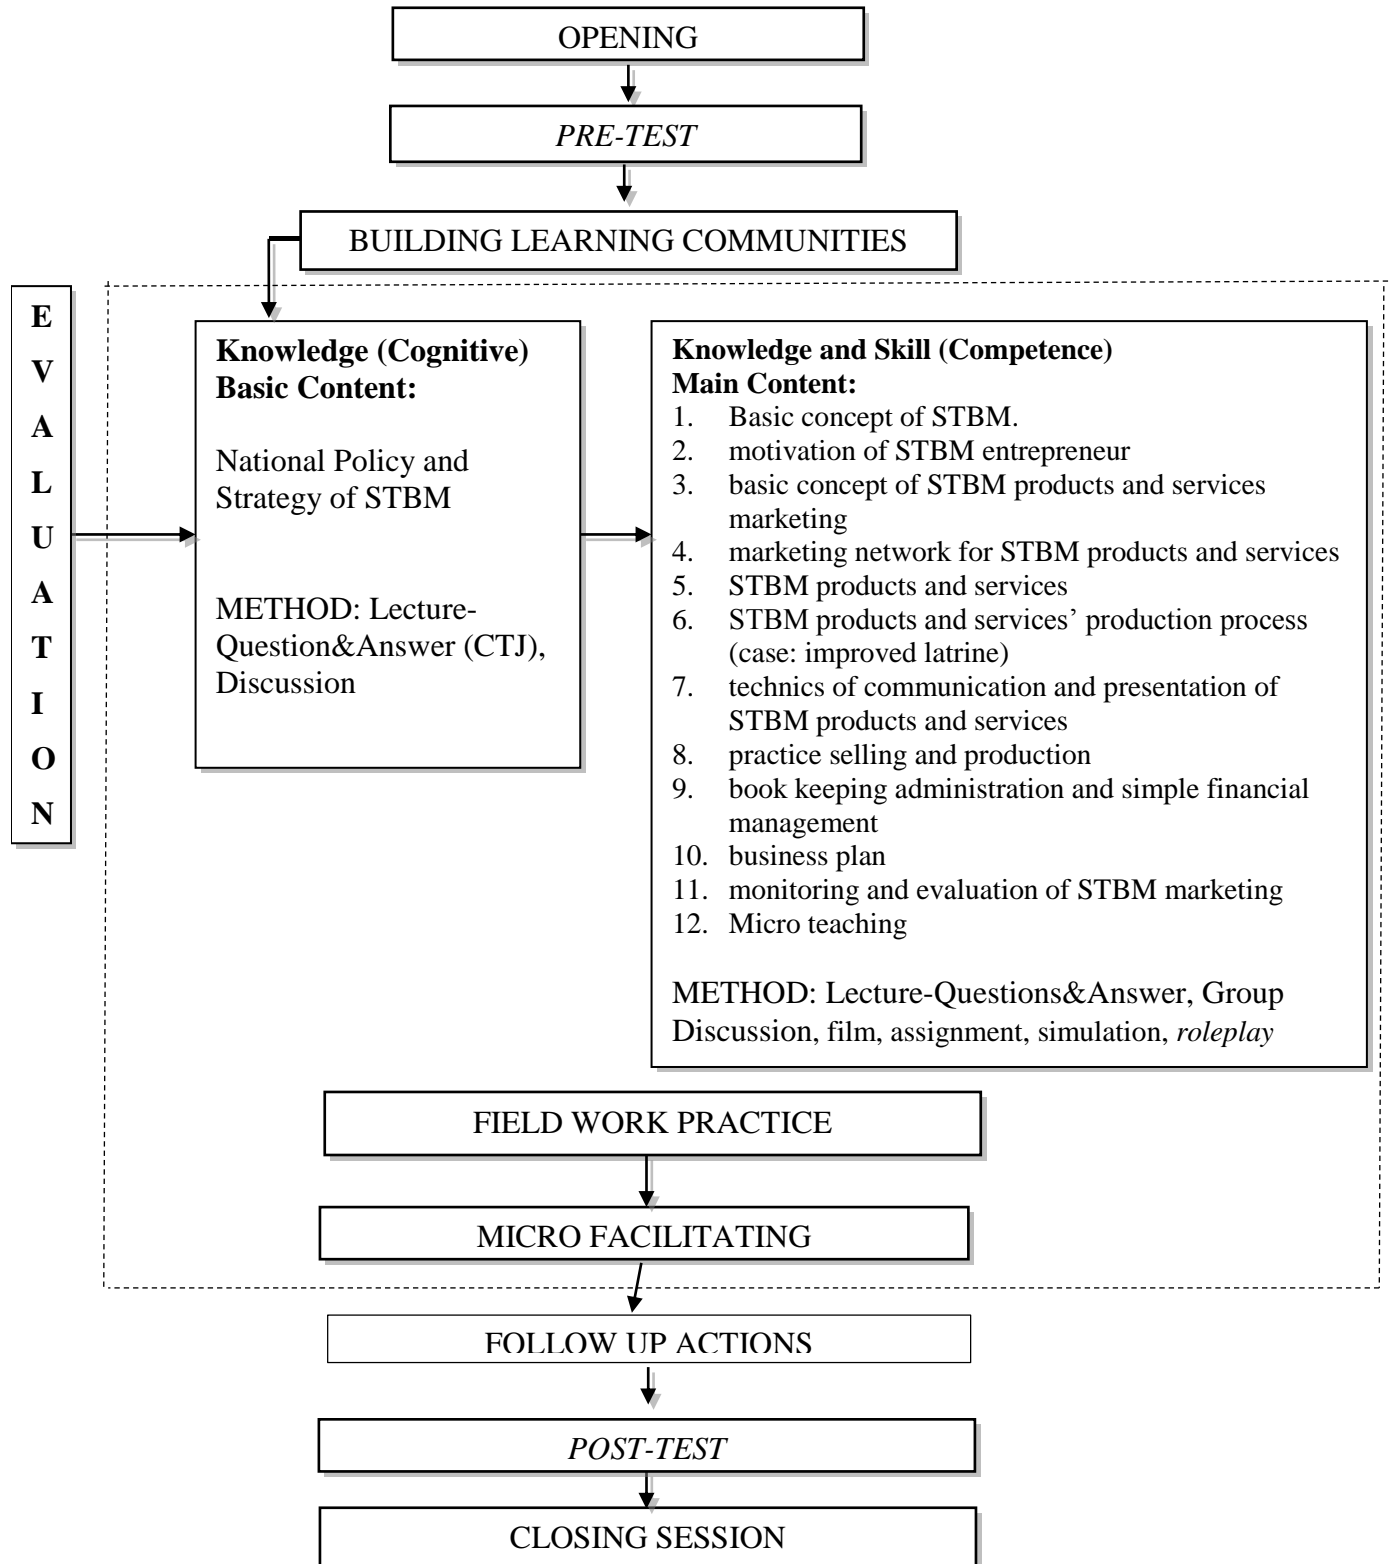 OPENING
PRE-TEST
BUILDING LEARNING COMMUNITIES
E
V
A
L
U
A
T
I
O
N
Knowledge (Cognitive)
Basic Content:
National Policy and
Strategy of STBM
METHOD: Lecture-
Question&Answer (CTJ),
Discussion
Knowledge and Skill (Competence)
Main Content:
1. Basic concept of STBM.
2. motivation of STBM entrepreneur
3. basic concept of STBM products and services
marketing
4. marketing network for STBM products and services
5. STBM products and services
6. STBM products and services’ production process
(case: improved latrine)
7. technics of communication and presentation of
STBM products and services
8. practice selling and production
9. book keeping administration and simple financial
management
10. business plan
11. monitoring and evaluation of STBM marketing
12. Micro teaching
METHOD: Lecture-Questions&Answer, Group
Discussion, film, assignment, simulation, roleplay
FIELD WORK PRACTICE
MICRO FACILITATING
FOLLOW UP ACTIONS
POST-TEST
CLOSING SESSION